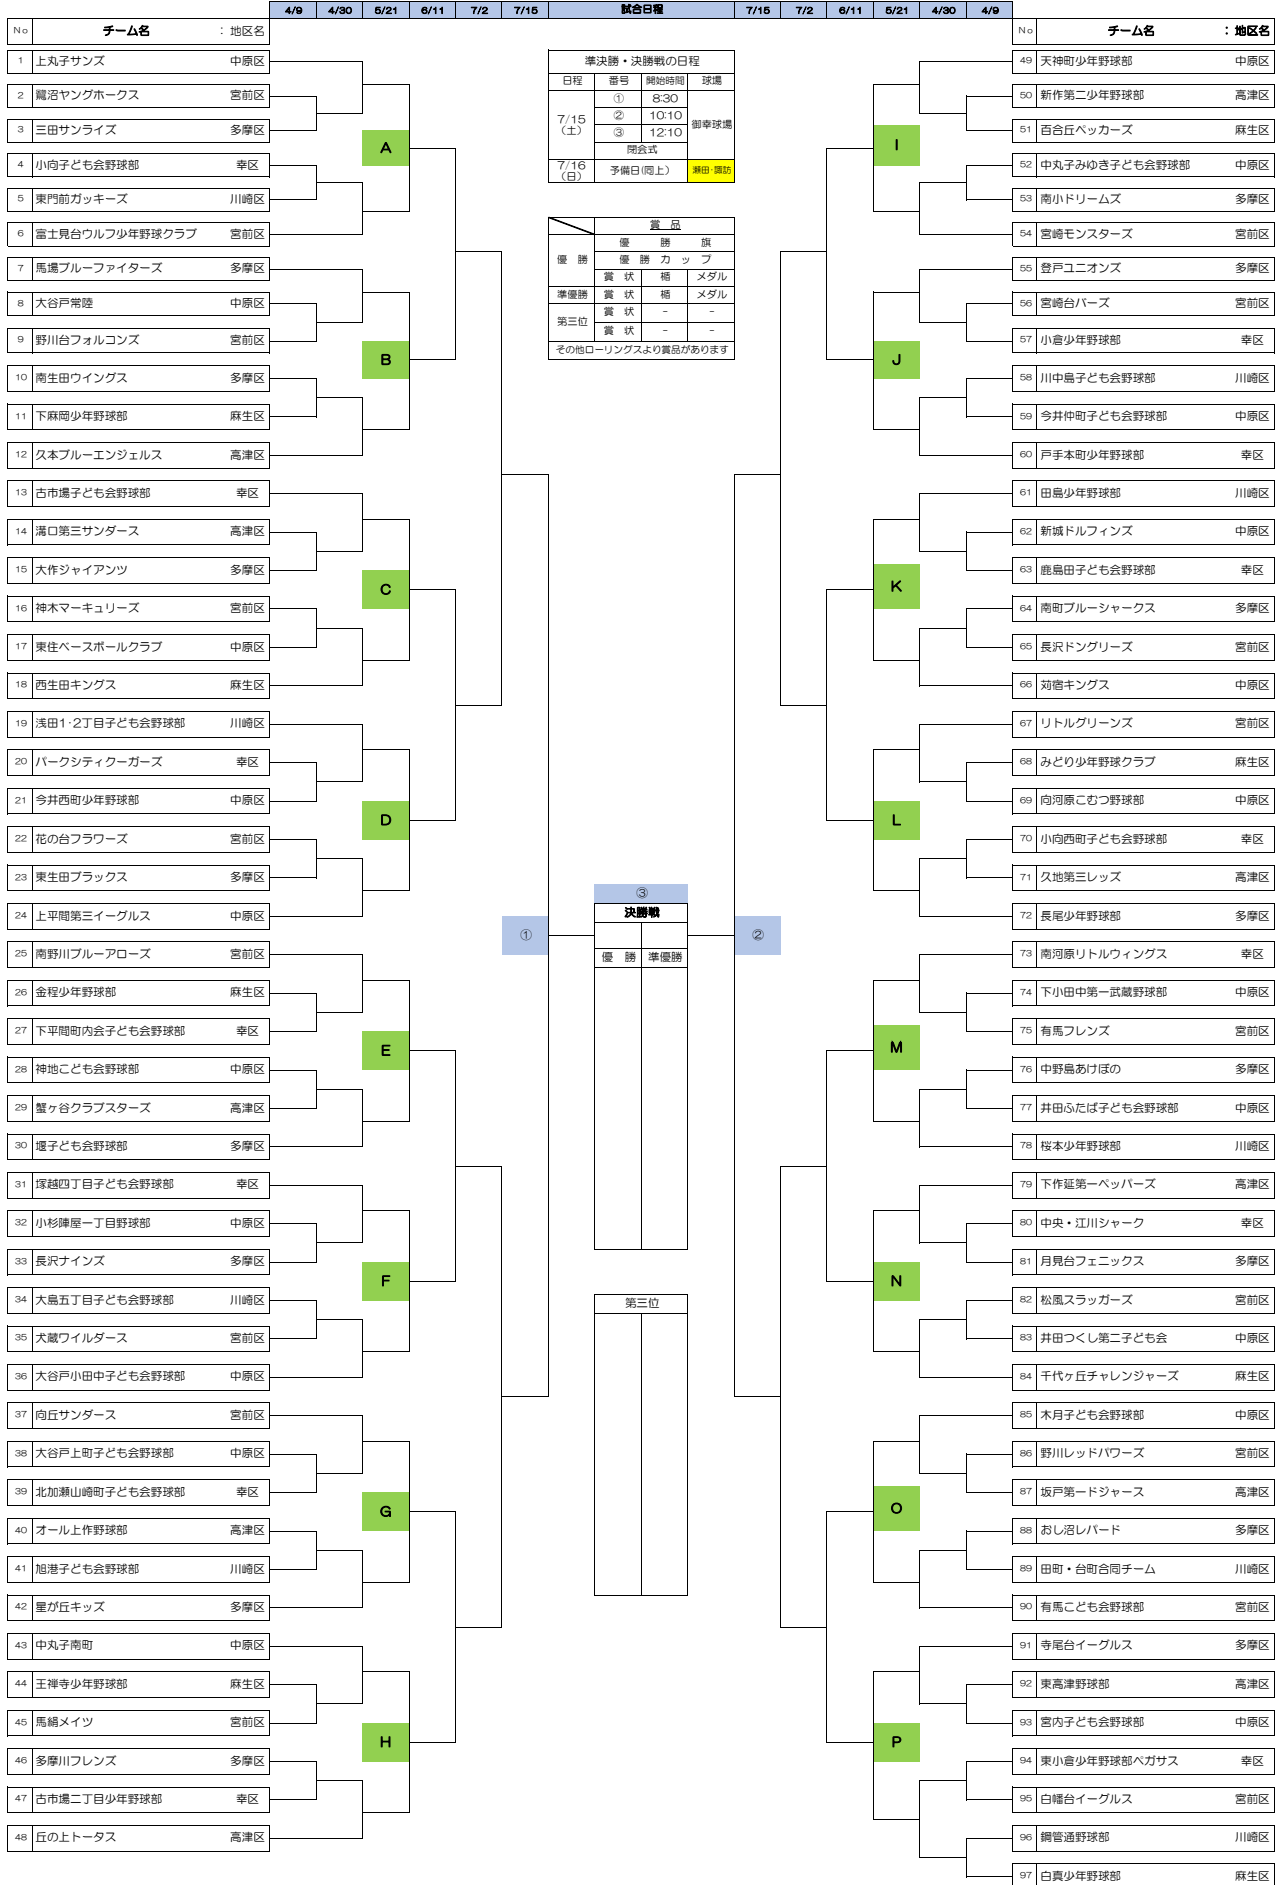 4/9 4/30 5/21 6/11 7/2 7/15 試合日程 7/15 7/2 6/11 5/21 4/30 4/9
No チーム名 : 地区名
1 上丸子サンズ 中原区
2 鷺沼ヤングホークス 宮前区
3 三田サンライズ 多摩区
4 小向子ども会野球部 幸区
5 東門前ガッキーズ 川崎区
6 富士見台ウルフ少年野球クラブ 宮前区
7 馬場ブルーファイターズ 多摩区
8 大谷戸常陸 中原区
9 野川台フォルコンズ 宮前区
10 南生田ウイングス 多摩区
11 下麻岡少年野球部 麻生区
12 久本ブルーエンジェルス 高津区
13 古市場子ども会野球部 幸区
14 溝口第三サンダース 高津区
15 大作ジャイアンツ 多摩区
16 神木マーキュリーズ 宮前区
17 東住ベースボールクラブ 中原区
18 西生田キングス 麻生区
19 浅田1・2丁目子ども会野球部 川崎区
20 パークシティクーガーズ 幸区
21 今井西町少年野球部 中原区
22 花の台フラワーズ 宮前区
23 東生田ブラックス 多摩区
24 上平間第三イーグルス 中原区
25 南野川ブルーアローズ 宮前区
26 金程少年野球部 麻生区
27 下平間町内会子ども会野球部 幸区
28 神地こども会野球部 中原区
29 蟹ヶ谷クラブスターズ 高津区
30 堰子ども会野球部 多摩区
31 塚越四丁目子ども会野球部 幸区
32 小杉陣屋一丁目野球部 中原区
33 長沢ナインズ 多摩区
34 大島五丁目子ども会野球部 川崎区
35 犬蔵ワイルダース 宮前区
36 大谷戸小田中子ども会野球部 中原区
37 向丘サンダース 宮前区
38 大谷戸上町子ども会野球部 中原区
39 北加瀬山崎町子ども会野球部 幸区
40 オール上作野球部 高津区
41 旭港子ども会野球部 川崎区
42 星が丘キッズ 多摩区
43 中丸子南町 中原区
44 王禅寺少年野球部 麻生区
45 馬絹メイツ 宮前区
46 多摩川フレンズ 多摩区
47 古市場二丁目少年野球部 幸区
48 丘の上トータス 高津区
A
B
C
D
E
F
G
H
準決勝・決勝戦の日程
日程 番号 開始時間 球場
7/15
(土)
① 8:30
② 10:10
③ 12:10
閉会式
御幸球場
7/16
(日)
予備日(同上) 瀬田・諏訪
賞 品
優 勝
優 勝 旗
優 勝 カ ッ プ
賞 状 楯 メダル
準優勝 賞 状 楯 メダル
第三位
賞 状 - -
賞 状 - -
その他ローリングスより賞品があります
③
決勝戦
① ②
優 勝 準優勝
第三位
I
J
K
L
M
N
O
P
No チーム名 : 地区名
49 天神町少年野球部 中原区
50 新作第二少年野球部 高津区
51 百合丘ペッカーズ 麻生区
52 中丸子みゆき子ども会野球部 中原区
53 南小ドリームズ 多摩区
54 宮崎モンスターズ 宮前区
55 登戸ユニオンズ 多摩区
56 宮崎台バーズ 宮前区
57 小倉少年野球部 幸区
58 川中島子ども会野球部 川崎区
59 今井仲町子ども会野球部 中原区
60 戸手本町少年野球部 幸区
61 田島少年野球部 川崎区
62 新城ドルフィンズ 中原区
63 鹿島田子ども会野球部 幸区
64 南町ブルーシャークス 多摩区
65 長沢ドングリーズ 宮前区
66 苅宿キングス 中原区
67 リトルグリーンズ 宮前区
68 みどり少年野球クラブ 麻生区
69 向河原こむつ野球部 中原区
70 小向西町子ども会野球部 幸区
71 久地第三レッズ 高津区
72 長尾少年野球部 多摩区
73 南河原リトルウィングス 幸区
74 下小田中第一武蔵野球部 中原区
75 有馬フレンズ 宮前区
76 中野島あけぼの 多摩区
77 井田ふたば子ども会野球部 中原区
78 桜本少年野球部 川崎区
79 下作延第一ペッパーズ 高津区
80 中央・江川シャーク 幸区
81 月見台フェニックス 多摩区
82 松風スラッガーズ 宮前区
83 井田つくし第二子ども会 中原区
84 千代ヶ丘チャレンジャーズ 麻生区
85 木月子ども会野球部 中原区
86 野川レッドパワーズ 宮前区
87 坂戸第一ドジャース 高津区
88 おし沼レパード 多摩区
89 田町・台町合同チーム 川崎区
90 有馬こども会野球部 宮前区
91 寺尾台イーグルス 多摩区
92 東高津野球部 高津区
93 宮内子ども会野球部 中原区
94 東小倉少年野球部ペガサス 幸区
95 白幡台イーグルス 宮前区
96 鋼管通野球部 川崎区
97 白真少年野球部 麻生区